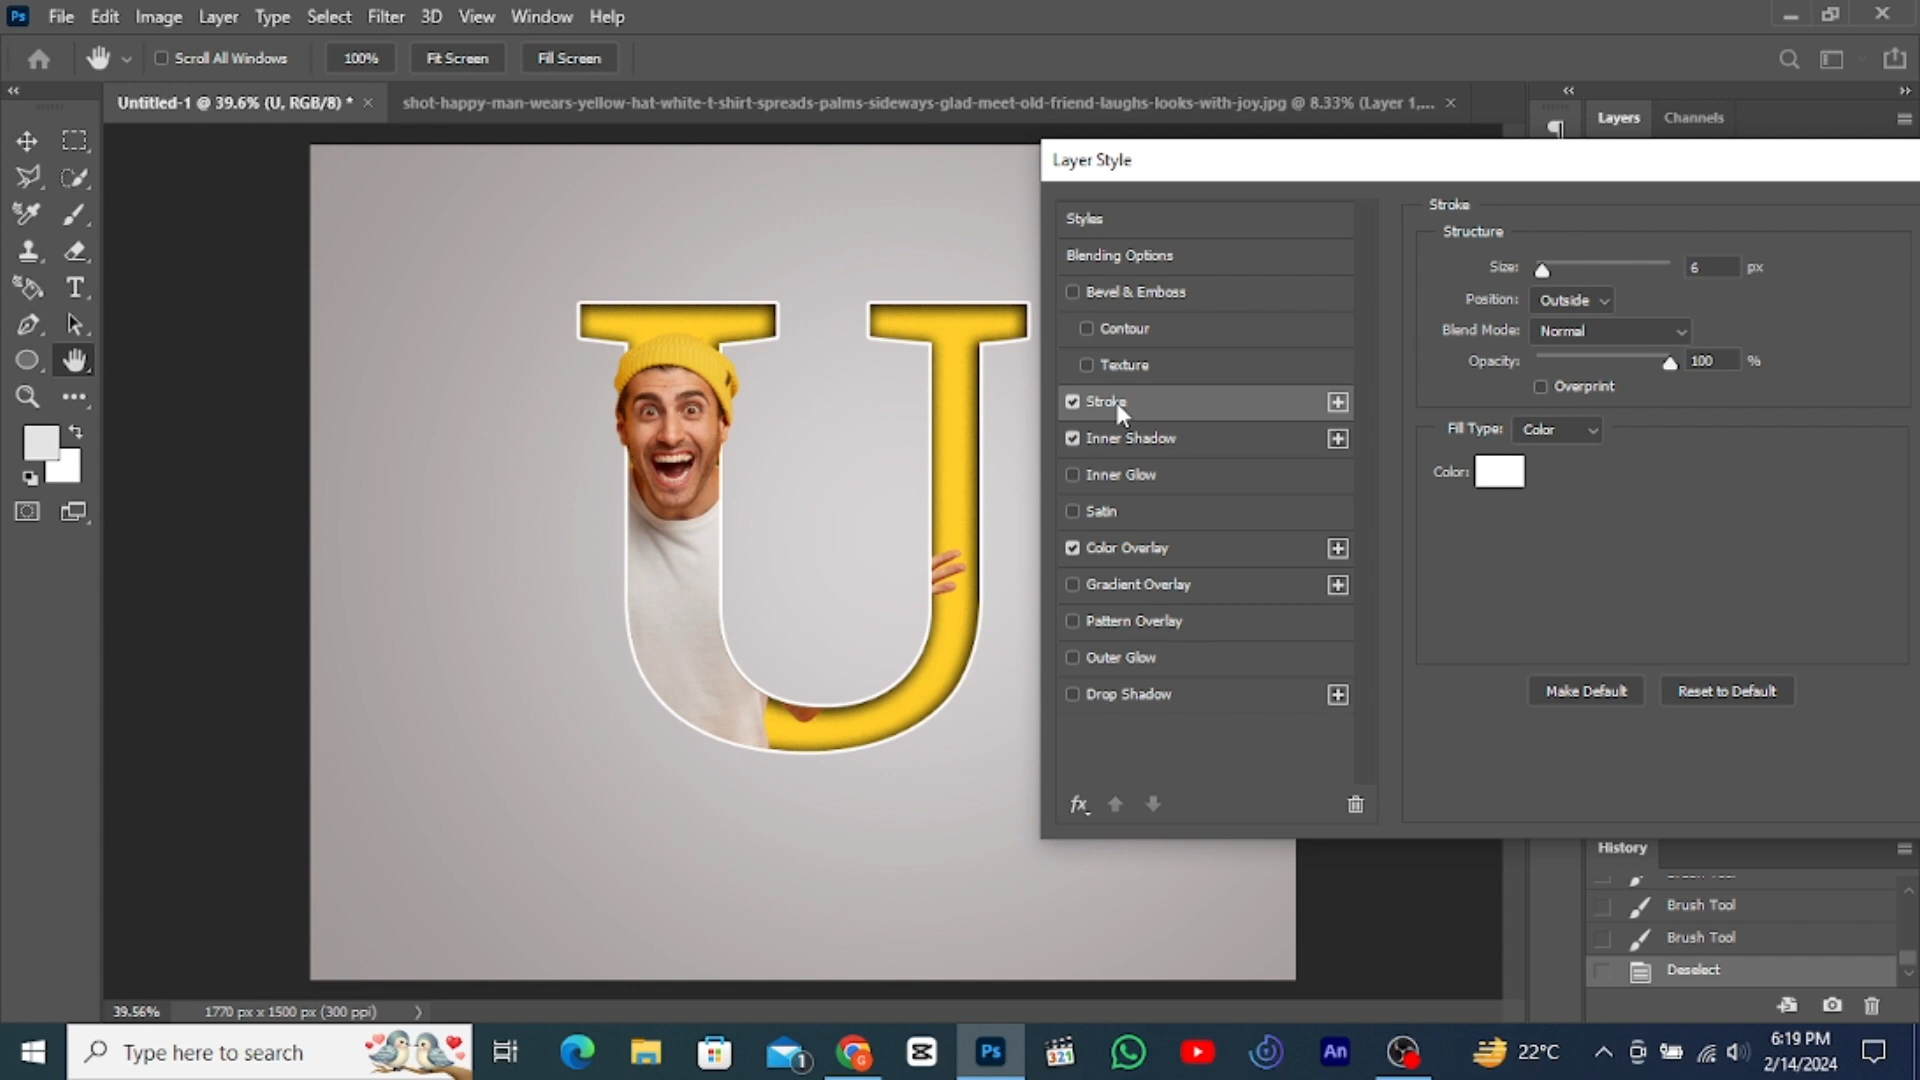 Ps File Edit Image Layer Type Select Filter 3D View Window Help
Scroll All Windows 100% Fit Screen Fill Screen
Untitled-1 @ 39.6% (U, RGB/8) * × shot-happy-man-wears-yellow-hat-white-t-shirt-spreads-palms-sideways-glad-meet-old-friend-laughs-looks-with-joy.jpg @ 8.33% (Layer 1,... ×
Layers Channels
Layer Style
Styles
Blending Options
Bevel & Emboss
Contour
Texture
Stroke
Inner Shadow
Inner Glow
Satin
Color Overlay
Gradient Overlay
Pattern Overlay
Outer Glow
Drop Shadow
fx
Stroke
Structure
Size: 6 px
Position: Outside
Blend Mode: Normal
Opacity: 100 %
Overprint
Fill Type: Color
Color:
Make Default Reset to Default
U
History
Brush Tool
Brush Tool
Deselect
39.56% 1770 px x 1500 px (300 ppi)
Type here to search
1
G
Ps
321
An
22°C
6:19 PM
2/14/2024